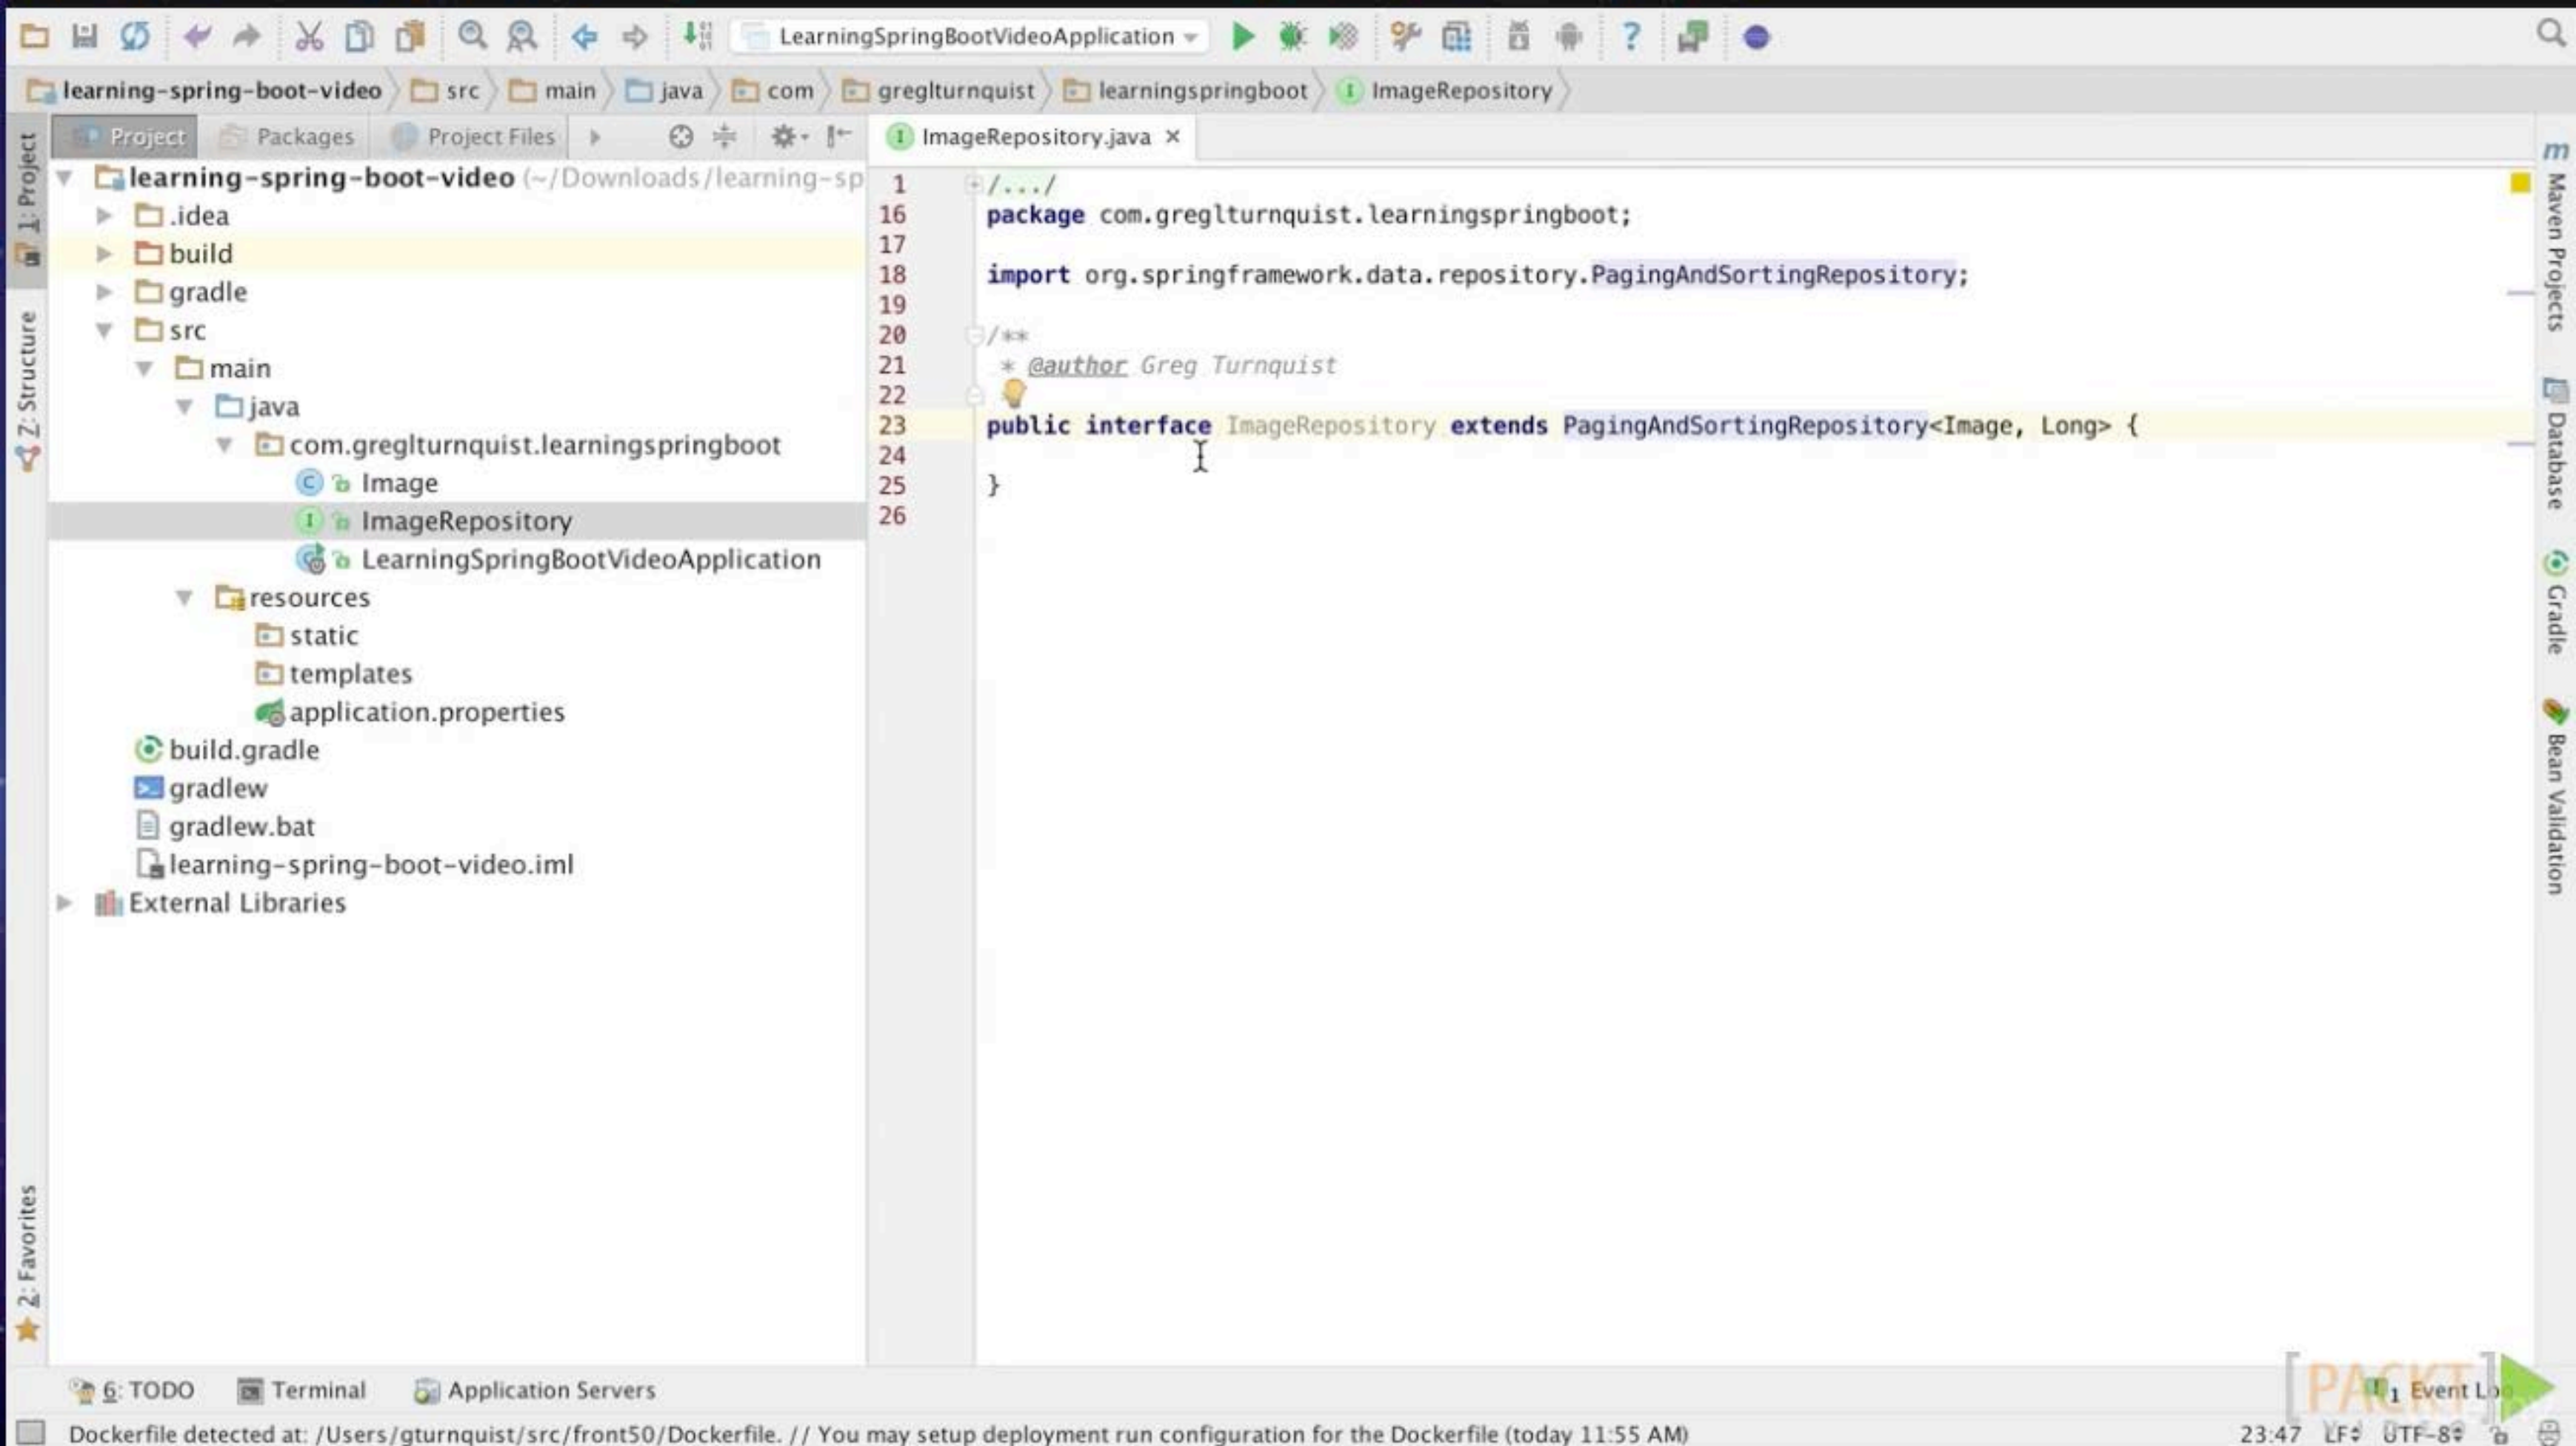 LearningSpringBootVideoApplication
learning-spring-boot-video src main java com greglturnquist learningspringboot ImageRepository
1: Project
Z: Structure
2: Favorites
Project Packages Project Files
learning-spring-boot-video (~/Downloads/learning-sp
.idea
build
gradle
src
main
java
com.greglturnquist.learningspringboot
Image
ImageRepository
LearningSpringBootVideoApplication
resources
static
templates
application.properties
build.gradle
gradlew
gradlew.bat
learning-spring-boot-video.iml
External Libraries
ImageRepository.java
1 /.../
16 package com.greglturnquist.learningspringboot;
17
18 import org.springframework.data.repository.PagingAndSortingRepository;
19
20 /**
21 * @author Greg Turnquist
22
23 public interface ImageRepository extends PagingAndSortingRepository<Image, Long> {
24
25 }
26
Maven Projects
Database
Gradle
Bean Validation
6: TODO Terminal Application Servers
1 Event Lo
[PACKT]
Dockerfile detected at: /Users/gturnquist/src/front50/Dockerfile. // You may setup deployment run configuration for the Dockerfile (today 11:55 AM)
23:47 LF UTF-8